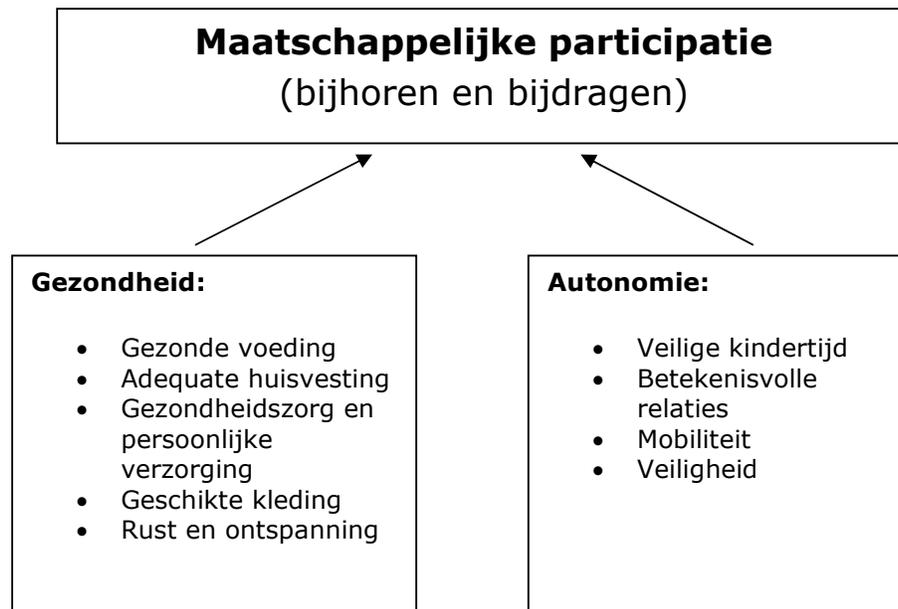 Maatschappelijke participatie
(bijhoren en bijdragen)
Gezondheid:
• Gezonde voeding
• Adequate huisvesting
• Gezondheidszorg en
persoonlijke
verzorging
• Geschikte kleding
• Rust en ontspanning
Autonomie:
• Veilige kindertijd
• Betekenisvolle
relaties
• Mobiliteit
• Veiligheid